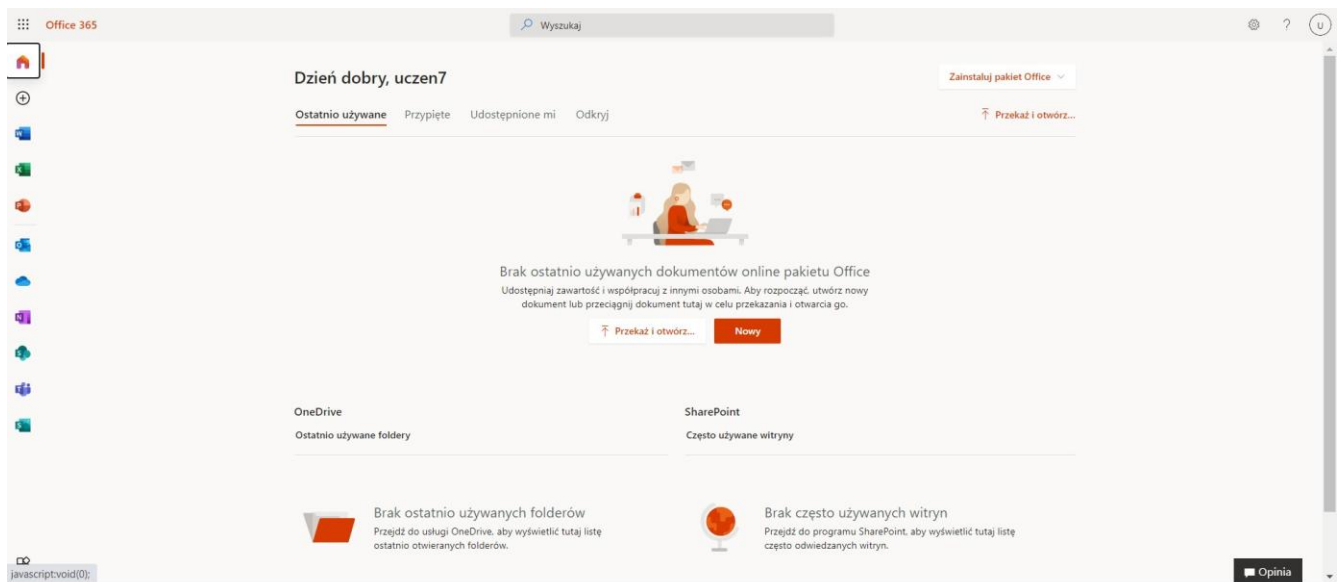 Office 365
Wyszukaj
?
U
Dzień dobry, uczen7
Zainstaluj pakiet Office
Ostatnio używane Przypięte Udostępnione mi Odkryj
Przekaż i otwórz...
Brak ostatnio używanych dokumentów online pakietu Office
Udostępniaj zawartość i współpracuj z innymi osobami. Aby rozpocząć, utwórz nowy
dokument lub przeciągnij dokument tutaj w celu przekazania i otwarcia go.
Przekaż i otwórz...
Nowy
OneDrive
Ostatnio używane foldery
SharePoint
Często używane witryny
Brak ostatnio używanych folderów
Przejdź do usługi OneDrive, aby wyświetlić tutaj listę
ostatnio otwieranych folderów.
Brak często używanych witryn
Przejdź do programu SharePoint, aby wyświetlić tutaj listę
często odwiedzanych witryn.
javascript:void(0);
Opinia